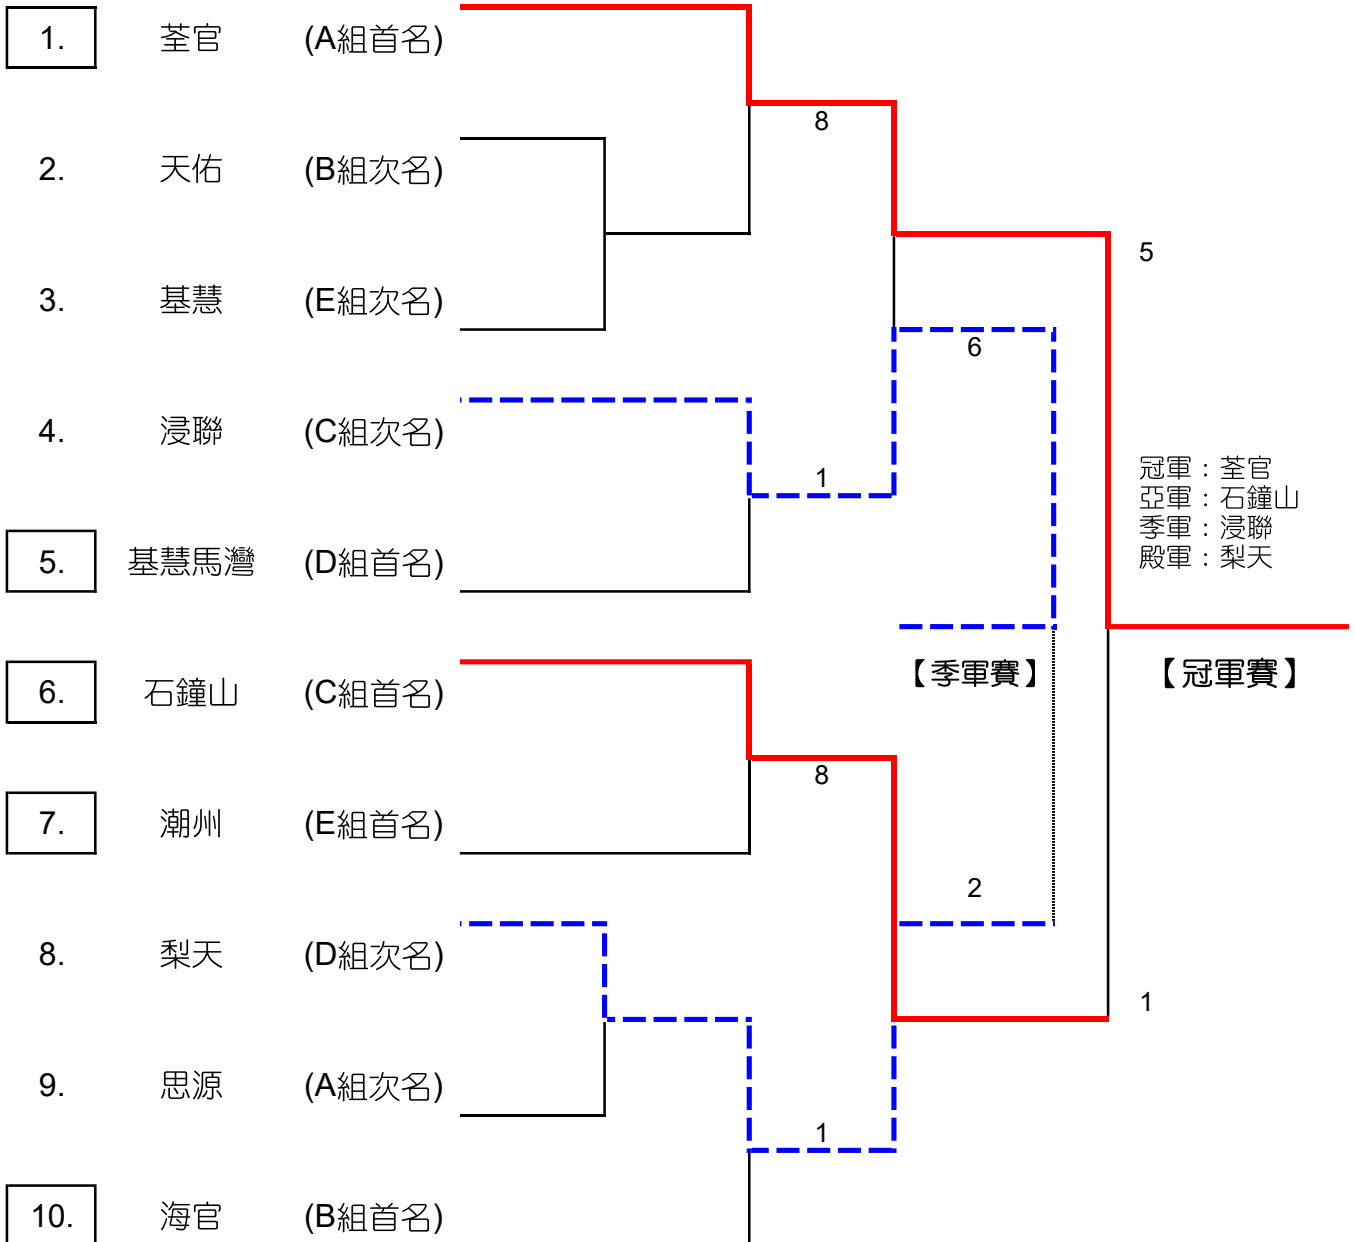 1. 荃官 (A組首名)
8
2. 天佑 (B組次名)
5
3. 基慧 (E組次名)
6
4. 浸聯 (C組次名)
1
冠軍：荃官
亞軍：石鐘山
季軍：浸聯
殿軍：梨天
5. 基慧馬灣 (D組首名)
【季軍賽】 【冠軍賽】
6. 石鐘山 (C組首名)
8
7. 潮州 (E組首名)
2
8. 梨天 (D組次名)
1
9. 思源 (A組次名)
1
10. 海官 (B組首名)